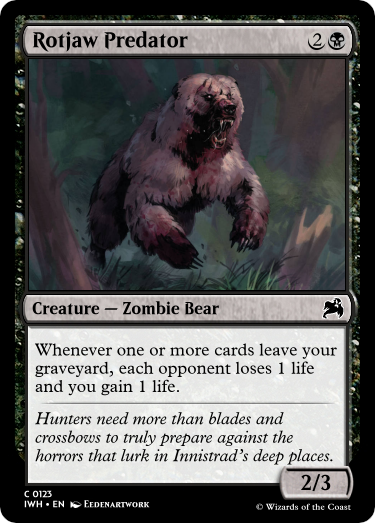 Rotjaw Predator 2
Creature — Zombie Bear
Whenever one or more cards leave your
graveyard, each opponent loses 1 life
and you gain 1 life.
Hunters need more than blades and
crossbows to truly prepare against the
horrors that lurk in Innistrad's deep places.
2/3
C 0123
IWH • EN EEDENARTWORK
© Wizards of the Coast